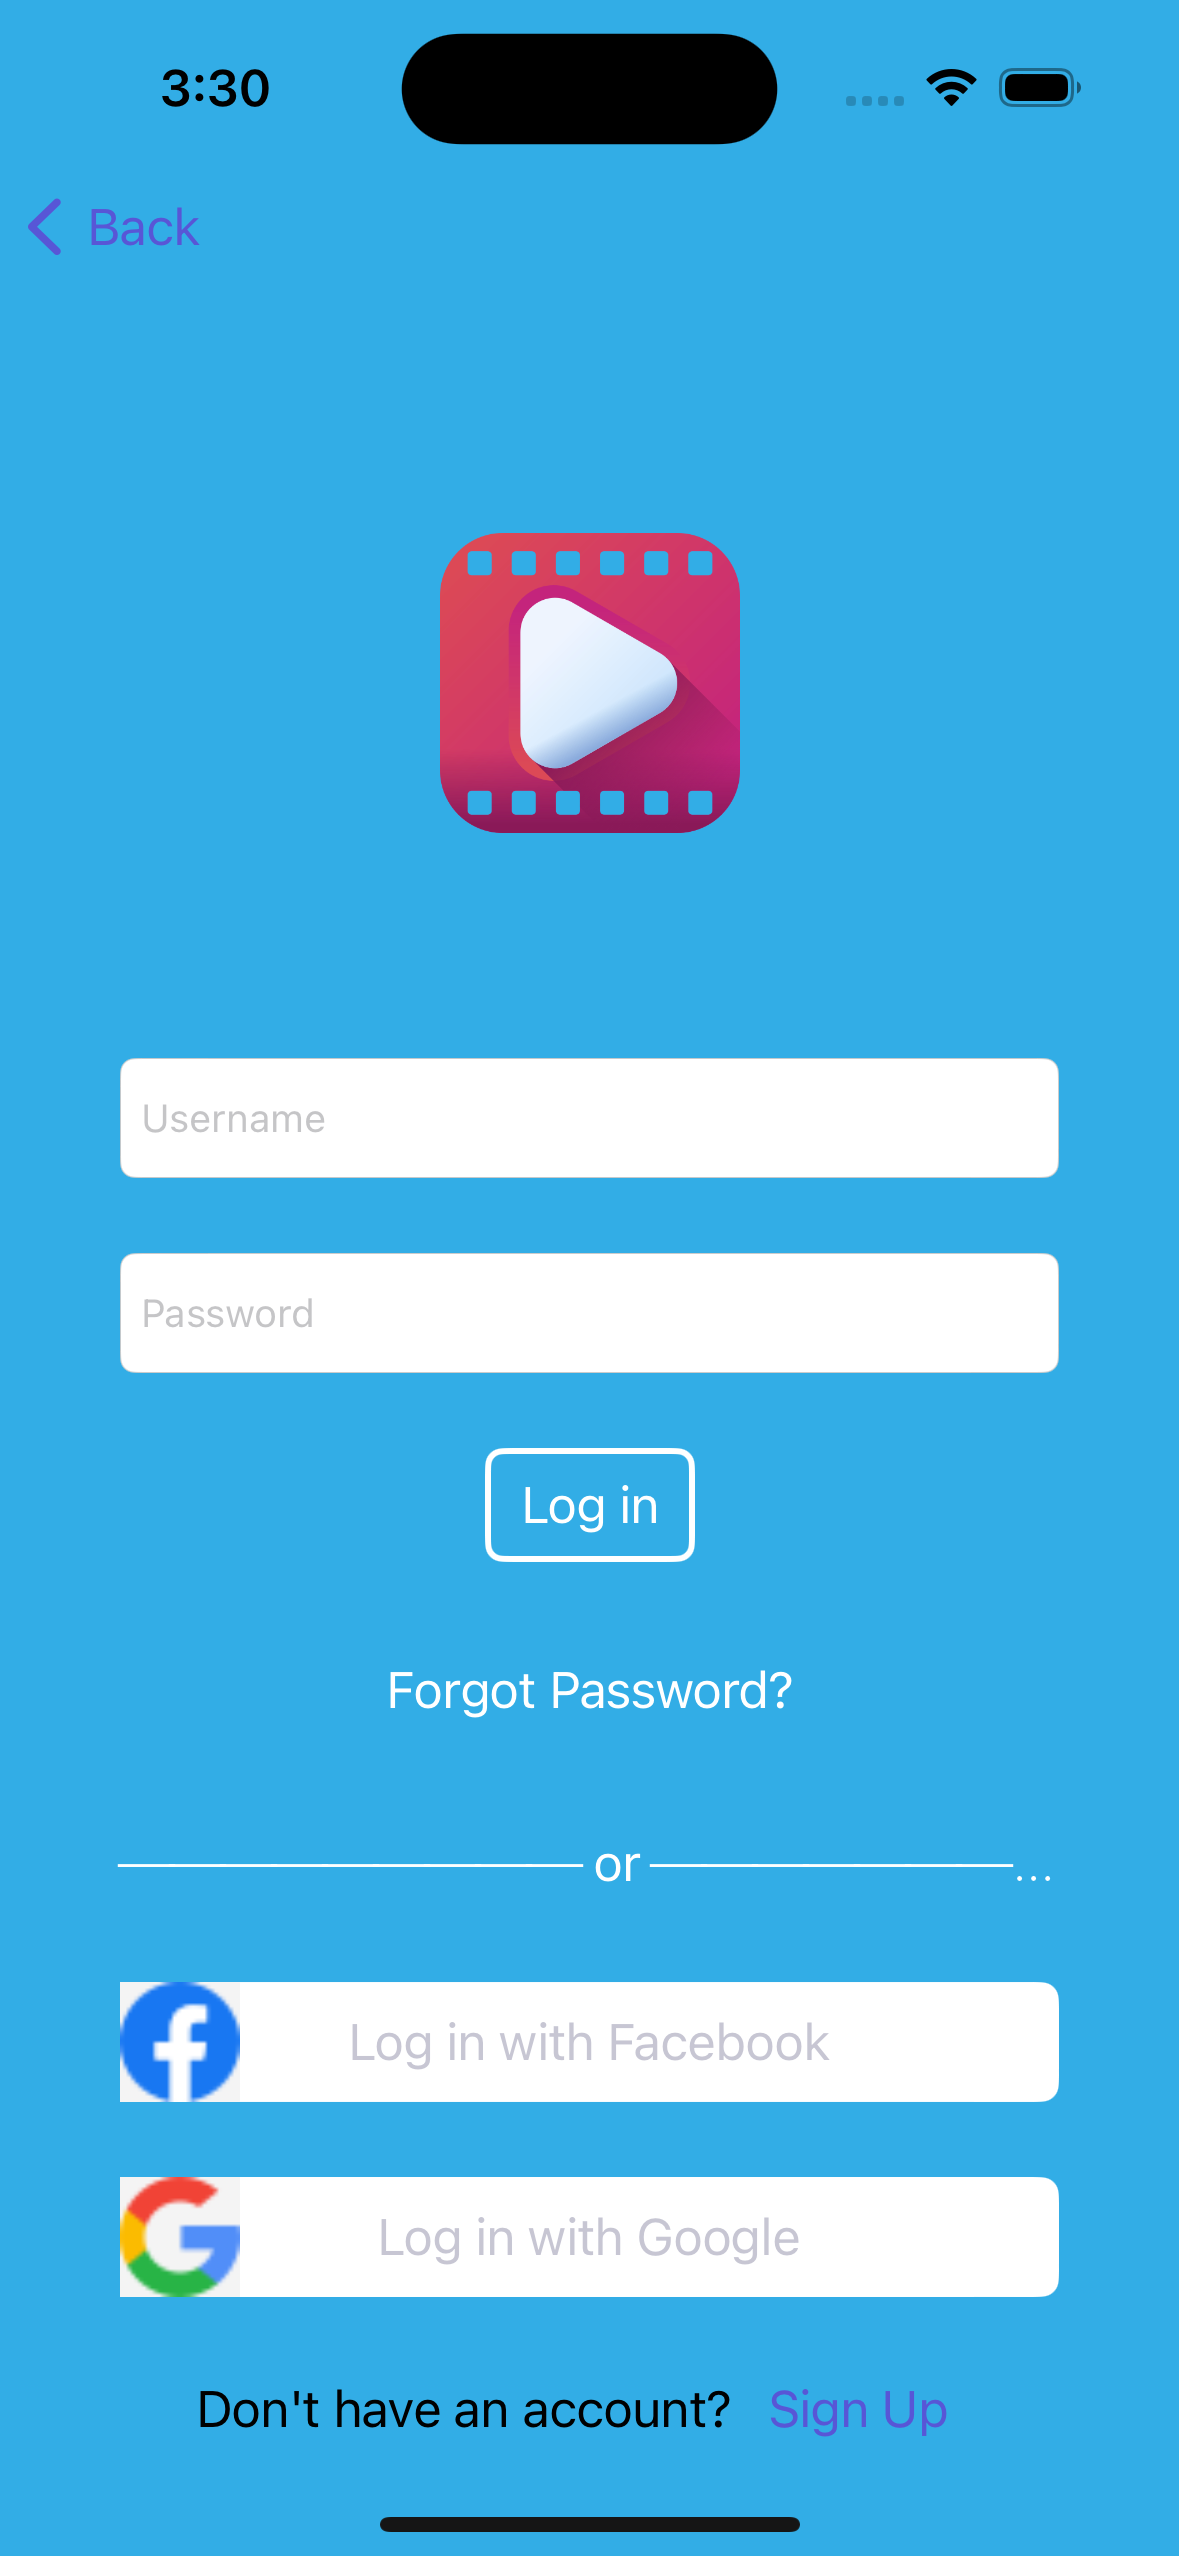 3:30
Back
Username
Password
Log in
Forgot Password?
or
...
Log in with Facebook
Log in with Google
Don't have an account? Sign Up